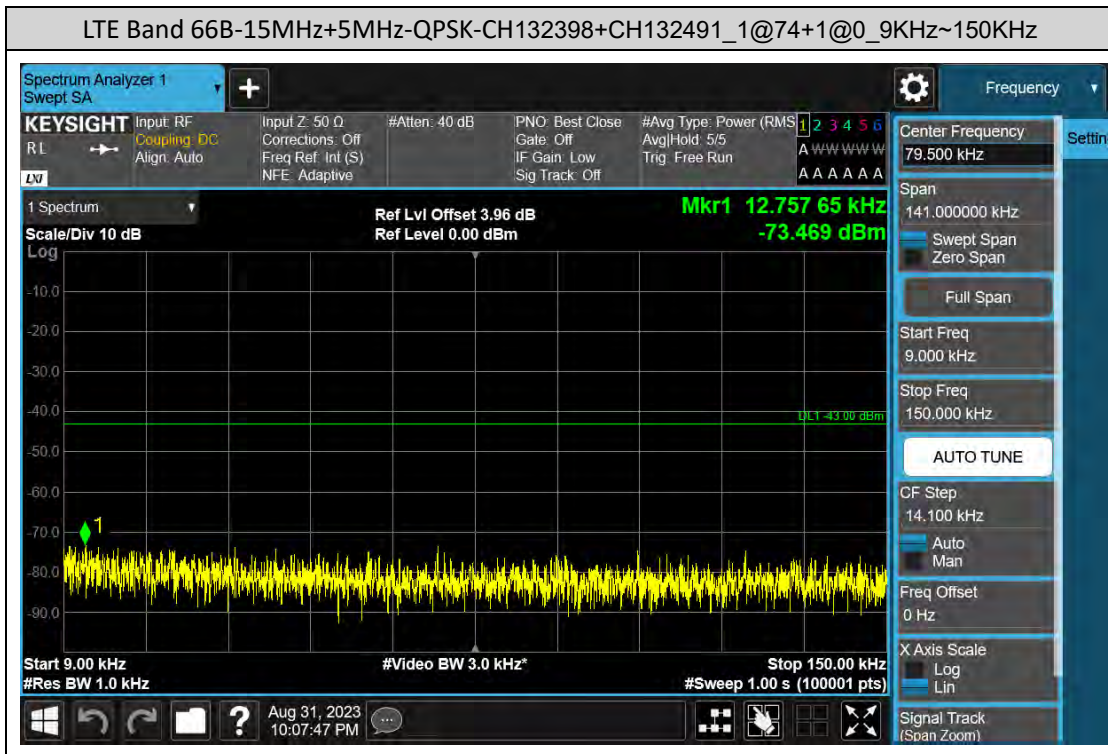 LTE Band 66B-15MHz+5MHz-QPSK-CH132398+CH132491_1@74+1@0_9KHz~150KHz
Spectrum Analyzer 1
Swept SA
+
Frequency
KEYSIGHT
RL
LXI
Input: RF
Coupling: DC
Align: Auto
Input Z: 50 Ω
Corrections: Off
Freq Ref: Int (S)
NFE: Adaptive
#Atten: 40 dB
PNO: Best Close
Gate: Off
IF Gain: Low
Sig Track: Off
#Avg Type: Power (RMS
Avg|Hold: 5/5
Trig: Free Run
1 2 3 4 5 6
A W W W W W
A A A A A A
Center Frequency
79.500 kHz
Settin
Span
141.000000 kHz
Swept Span
Zero Span
Full Span
Start Freq
9.000 kHz
Stop Freq
150.000 kHz
AUTO TUNE
CF Step
14.100 kHz
Auto
Man
Freq Offset
0 Hz
X Axis Scale
Log
Lin
Signal Track
(Span Zoom)
1 Spectrum
Scale/Div 10 dB
Log
Ref Lvl Offset 3.96 dB
Ref Level 0.00 dBm
Mkr1 12.757 65 kHz
-73.469 dBm
-10.0
-20.0
-30.0
-40.0
DL1 -43.00 dBm
-50.0
-60.0
-70.0
1
-80.0
-90.0
Start 9.00 kHz
#Res BW 1.0 kHz
#Video BW 3.0 kHz*
Stop 150.00 kHz
#Sweep 1.00 s (100001 pts)
?
Aug 31, 2023
10:07:47 PM